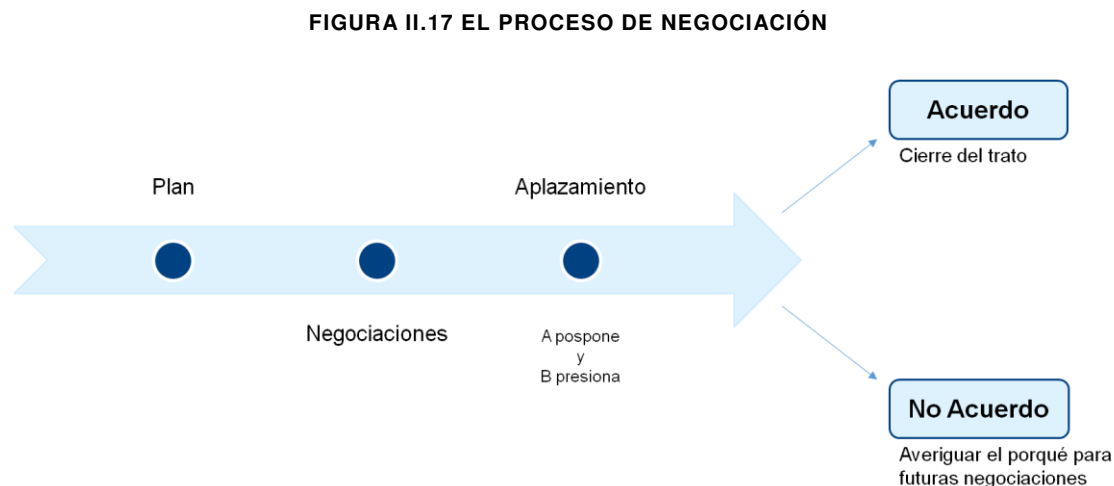 FIGURA II.17 EL PROCESO DE NEGOCIACIÓN
Acuerdo
Cierre del trato
Plan
Aplazamiento
Negociaciones
A pospone
y
B presiona
No Acuerdo
Averiguar el porqué para
futuras negociaciones